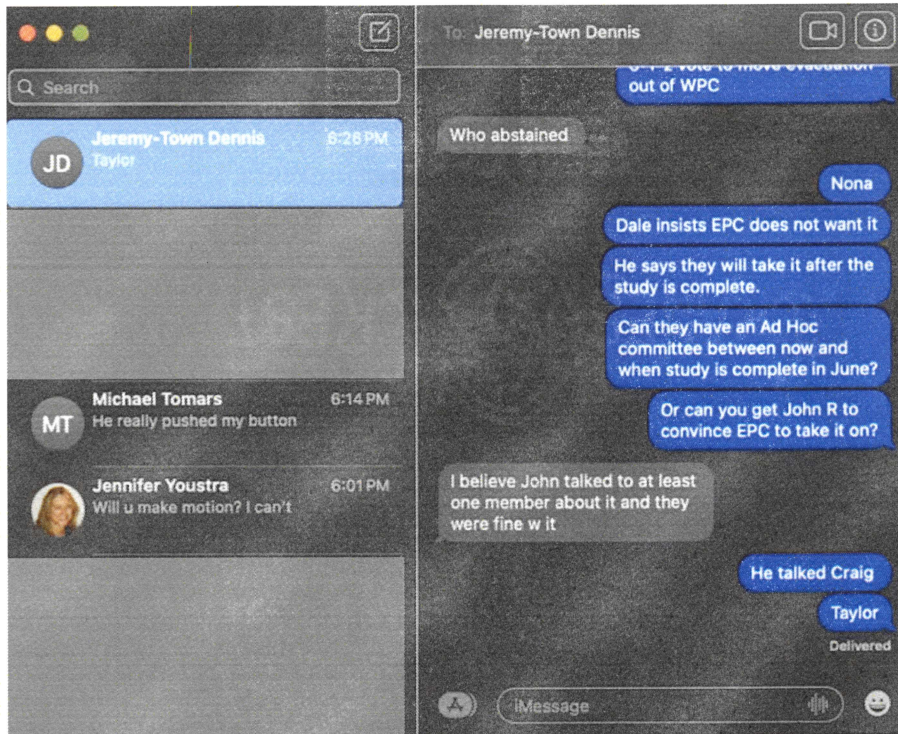 Search
JD
Jeremy-Town Dennis 6:26 PM
Taylor
MT
Michael Tomars 6:14 PM
He really pushed my button
Jennifer Youstra 6:01 PM
Will u make motion? I can't
To: Jeremy-Town Dennis
vote to move evacuation
out of WPC
Who abstained
Nona
Dale insists EPC does not want it
He says they will take it after the
study is complete.
Can they have an Ad Hoc
committee between now and
when study is complete in June?
Or can you get John R to
convince EPC to take it on?
I believe John talked to at least
one member about it and they
were fine w it
He talked Craig
Taylor
Delivered
iMessage